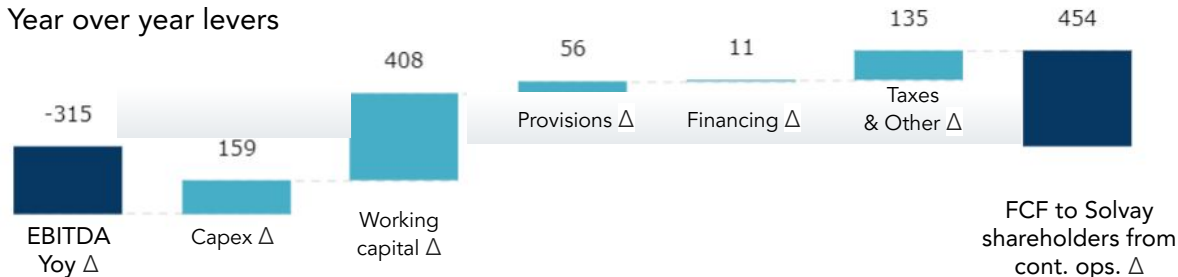 Year over year levers
-315
159
408
56
11
135
454
EBITDA
Yoy Δ
Capex Δ
Working
capital Δ
Provisions Δ
Financing Δ
Taxes
& Other Δ
FCF to Solvay
shareholders from
cont. ops. Δ